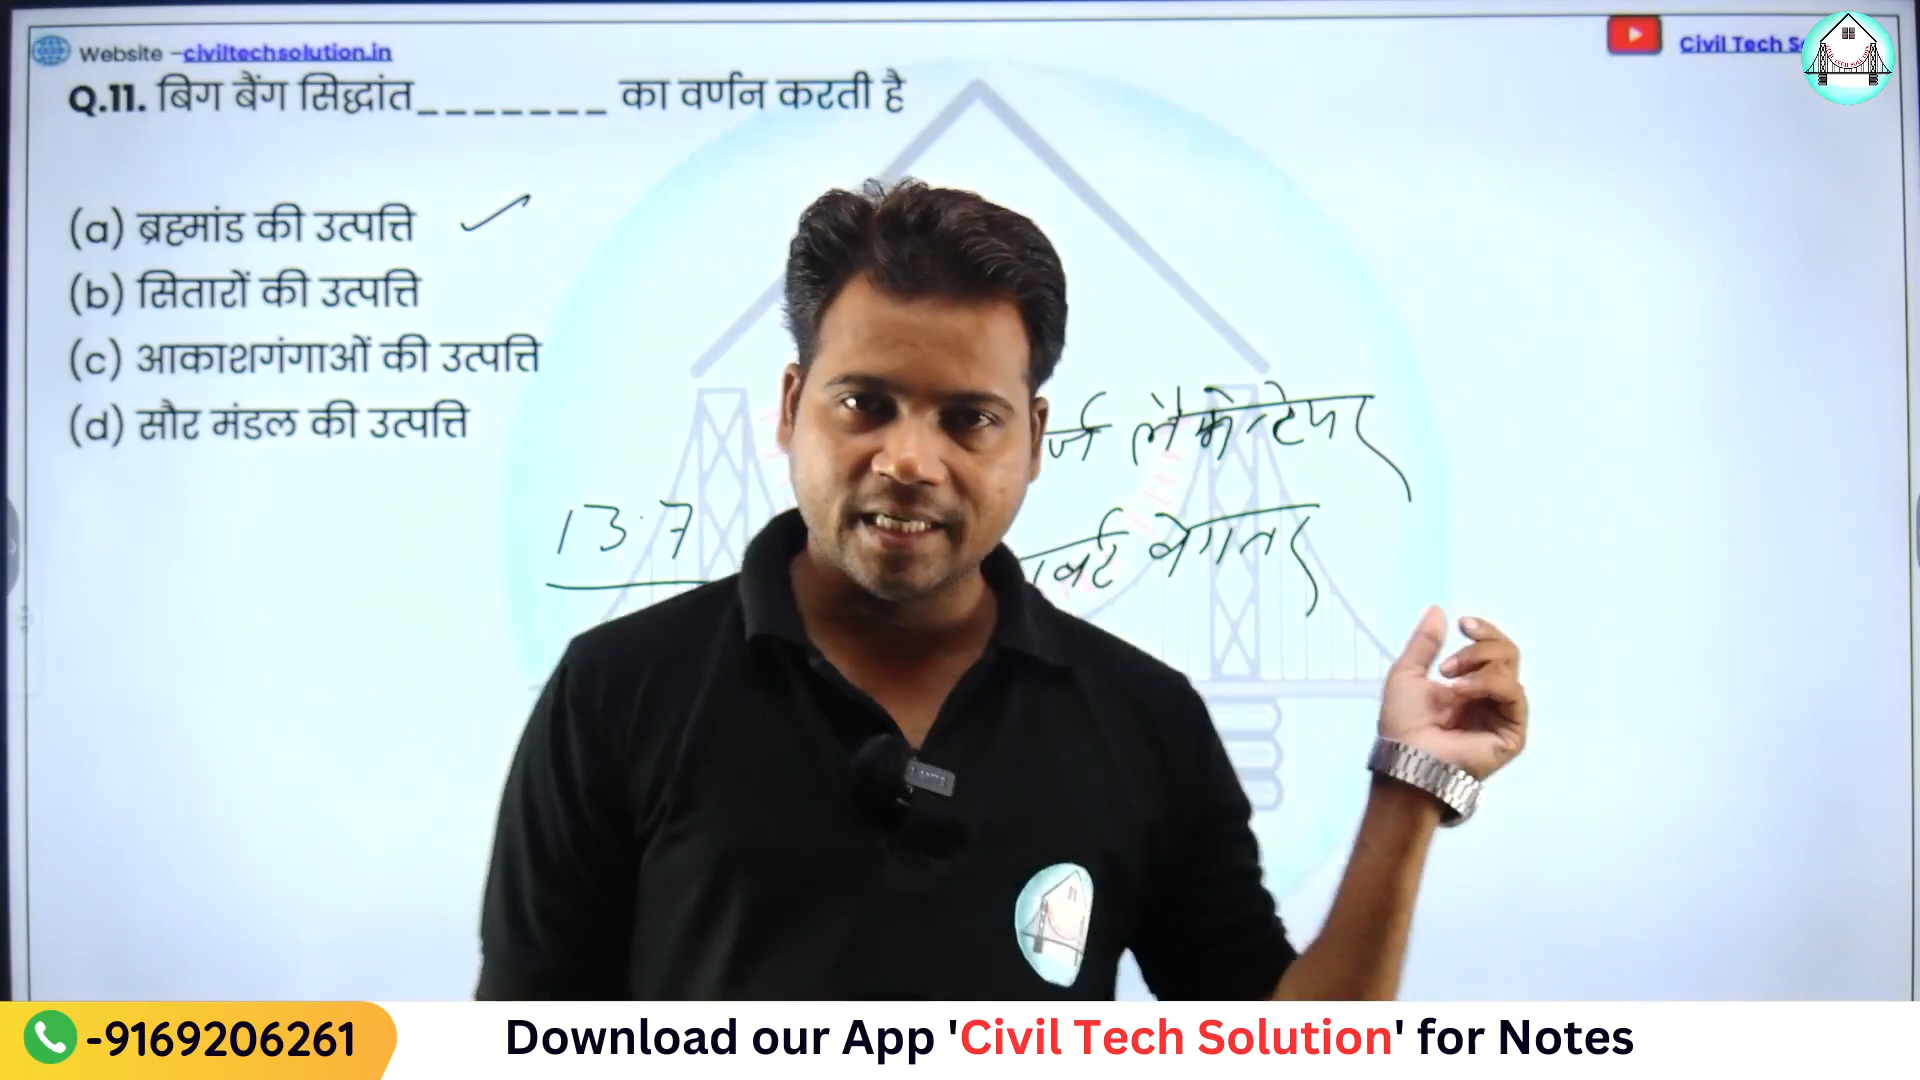 Website –civiltechsolution.in
Civil Tech S
Q.11. बिग बैंग सिद्धांत_______ का वर्णन करती है
(a) ब्रह्मांड की उत्पत्ति
(b) सितारों की उत्पत्ति
(c) आकाशगंगाओं की उत्पत्ति
(d) सौर मंडल की उत्पत्ति
13.7
-9169206261
Download our App 'Civil Tech Solution' for Notes